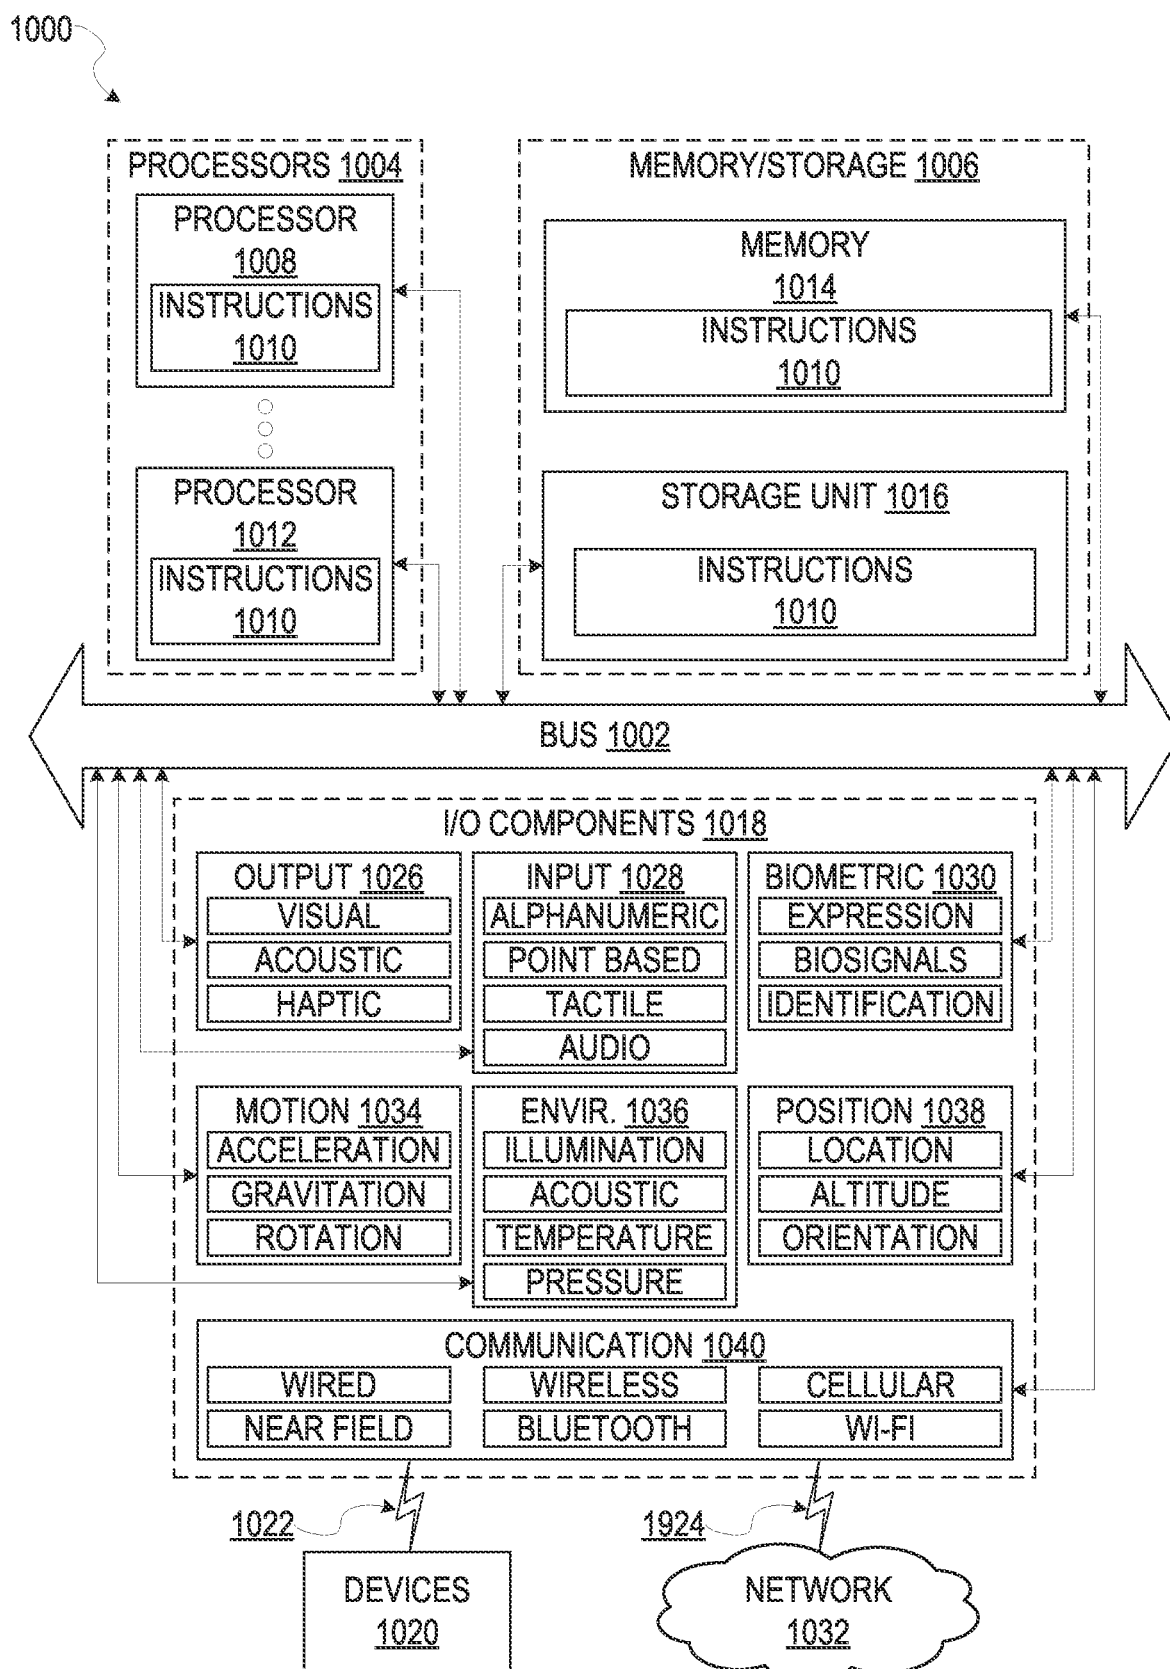 1000
PROCESSORS 1004
PROCESSOR
1008
INSTRUCTIONS
1010
PROCESSOR
1012
INSTRUCTIONS
1010
MEMORY/STORAGE 1006
MEMORY
1014
INSTRUCTIONS
1010
STORAGE UNIT 1016
INSTRUCTIONS
1010
BUS 1002
I/O COMPONENTS 1018
OUTPUT 1026
VISUAL
ACOUSTIC
HAPTIC
INPUT 1028
ALPHANUMERIC
POINT BASED
TACTILE
AUDIO
BIOMETRIC 1030
EXPRESSION
BIOSIGNALS
IDENTIFICATION
MOTION 1034
ACCELERATION
GRAVITATION
ROTATION
ENVIR. 1036
ILLUMINATION
ACOUSTIC
TEMPERATURE
PRESSURE
POSITION 1038
LOCATION
ALTITUDE
ORIENTATION
COMMUNICATION 1040
WIRED
WIRELESS
CELLULAR
NEAR FIELD
BLUETOOTH
WI-FI
1022
1924
DEVICES
1020
NETWORK
1032